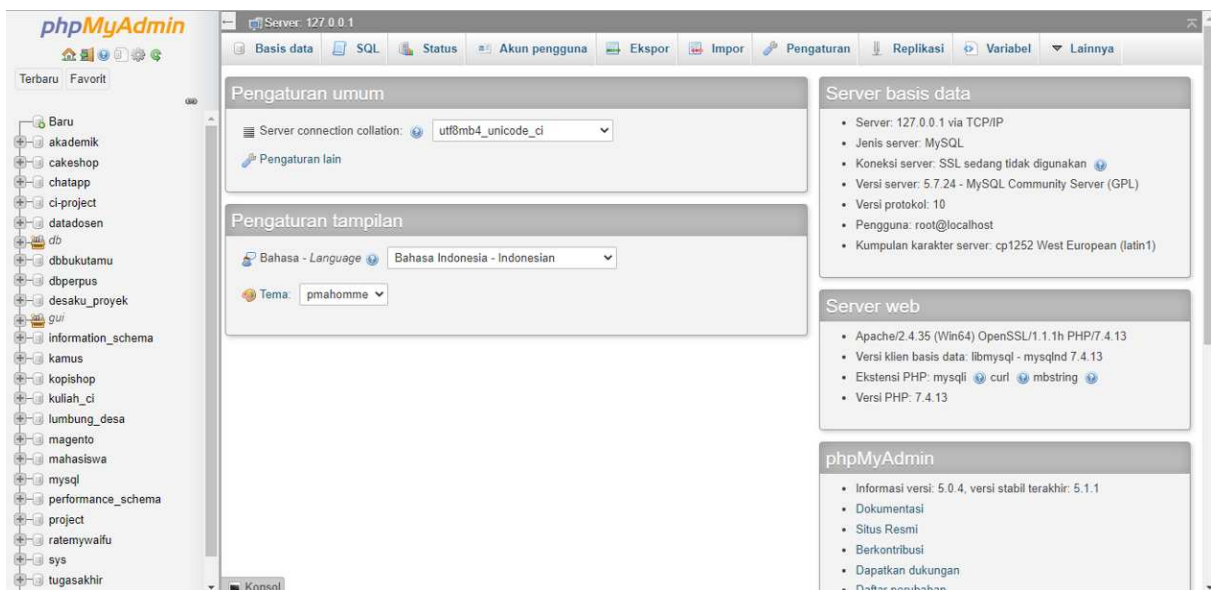 phpMyAdmin
Terbaru Favorit
Baru
akademik
cakeshop
chatapp
ci-project
datadosen
db
dbbukutamu
dbperpus
desaku_proyek
gui
information_schema
kamus
kopishop
kuliah_ci
lumbung_desa
magento
mahasiswa
mysql
performance_schema
project
ratemywaifu
sys
tugasakhir
Server: 127.0.0.1
Basis data SQL Status Akun pengguna Ekspor Impor Pengaturan Replikasi Variabel Lainnya
Pengaturan umum
Server connection collation: utf8mb4_unicode_ci
Pengaturan lain
Pengaturan tampilan
Bahasa - Language Bahasa Indonesia - Indonesian
Tema: pmahomme
Konsol
Server basis data
• Server: 127.0.0.1 via TCP/IP
• Jenis server: MySQL
• Koneksi server: SSL sedang tidak digunakan
• Versi server: 5.7.24 - MySQL Community Server (GPL)
• Versi protokol: 10
• Pengguna: root@localhost
• Kumpulan karakter server: cp1252 West European (latin1)
Server web
• Apache/2.4.35 (Win64) OpenSSL/1.1.1h PHP/7.4.13
• Versi klien basis data: libmysql - mysqlnd 7.4.13
• Ekstensi PHP: mysqli curl mbstring
• Versi PHP: 7.4.13
phpMyAdmin
• Informasi versi: 5.0.4, versi stabil terakhir: 5.1.1
• Dokumentasi
• Situs Resmi
• Berkontribusi
• Dapatkan dukungan
• Daftar perubahan